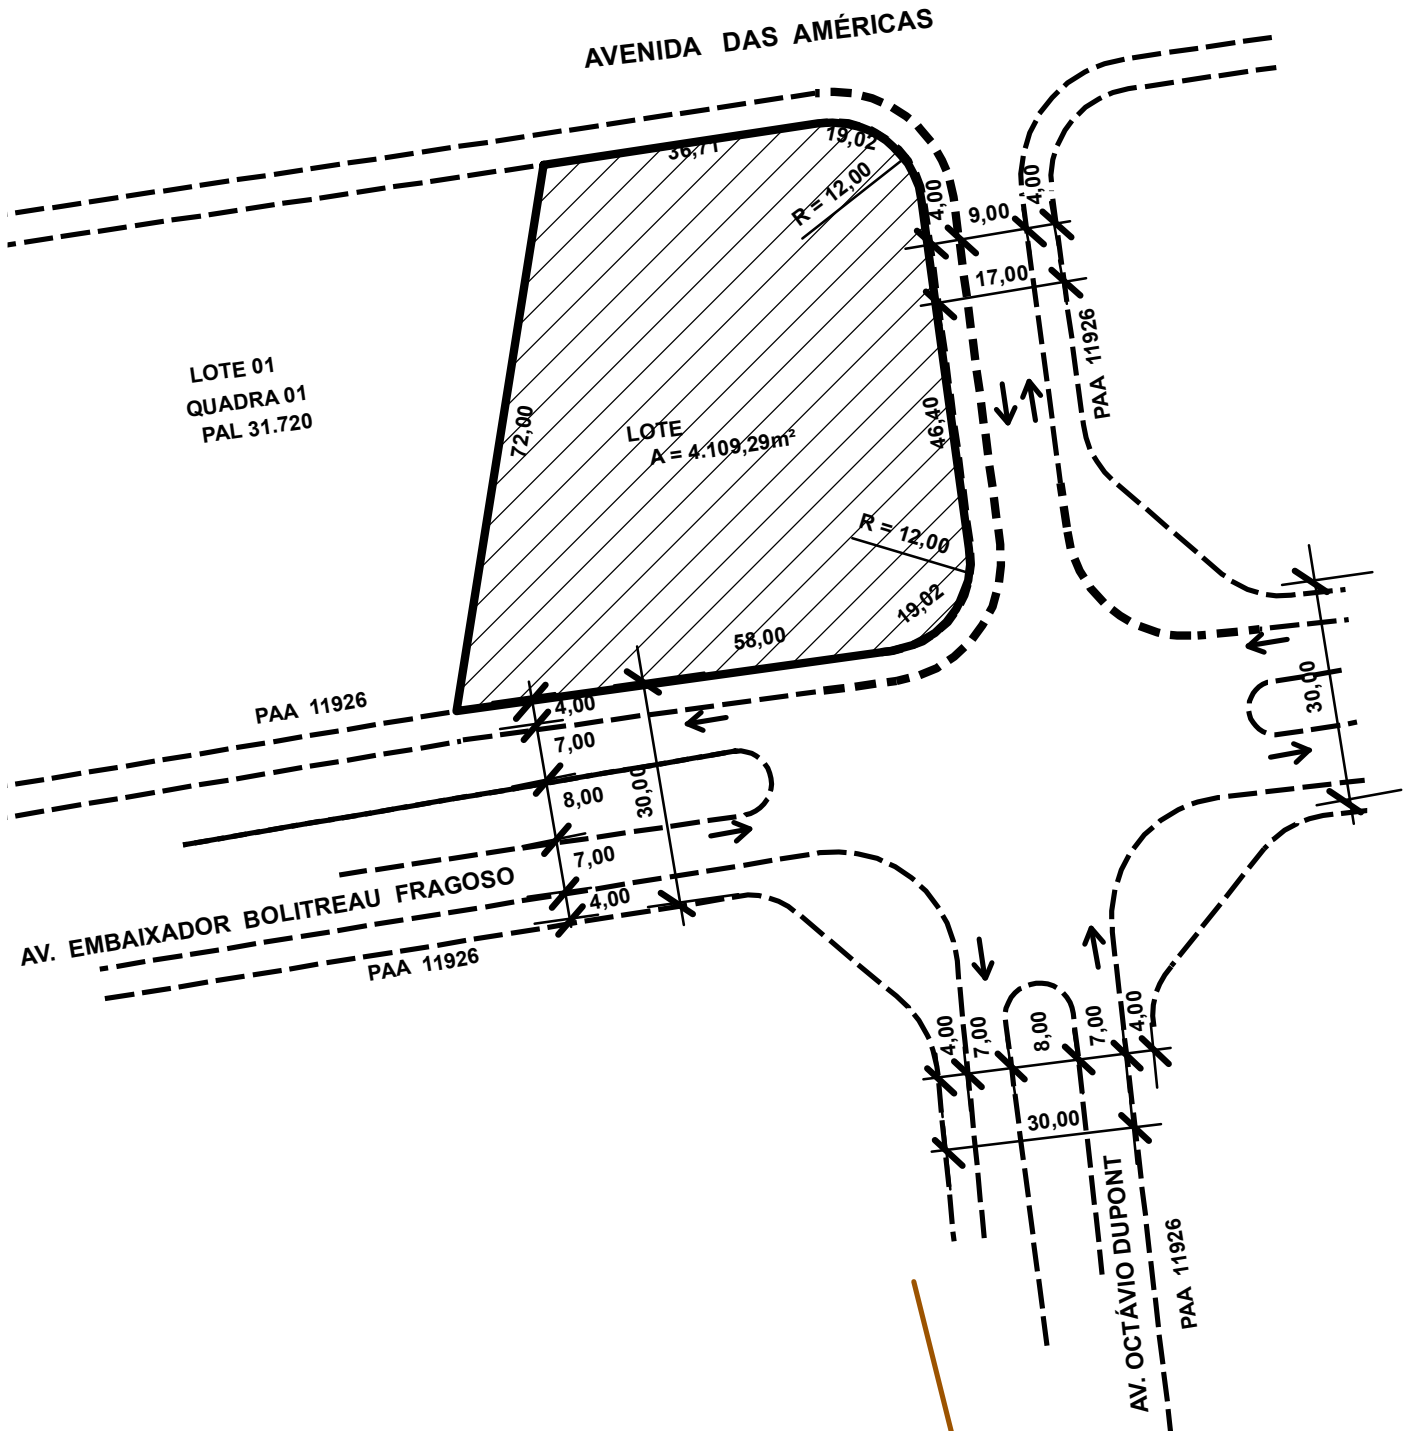 AVENIDA DAS AMÉRICAS
36,71
19,02
R = 12,00
4,00
9,00
4,00
17,00
PAA 11926
LOTE 01
QUADRA 01
PAL 31.720
72,00
LOTE
A = 4.109,29m²
46,40
R = 12,00
19,02
58,00
PAA 11926
4,00
7,00
8,00
30,00
7,00
4,00
30,00
AV. EMBAIXADOR BOLITREAU FRAGOSO
PAA 11926
4,00
7,00
8,00
7,00
4,00
30,00
AV. OCTÁVIO DUPONT
PAA 11926